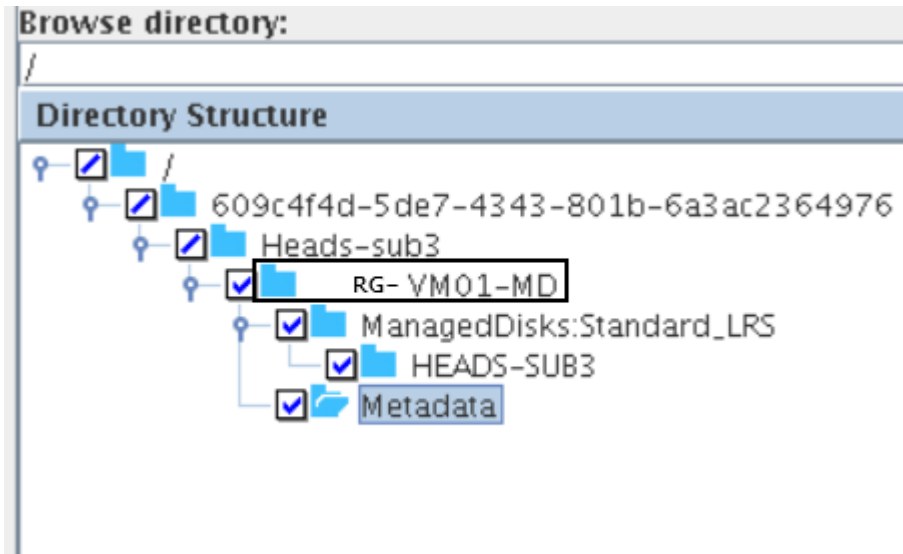 Browse directory:
/
Directory Structure
/
609c4f4d-5de7-4343-801b-6a3ac2364976
Heads-sub3
RG- VM01-MD
ManagedDisks:Standard_LRS
HEADS-SUB3
Metadata